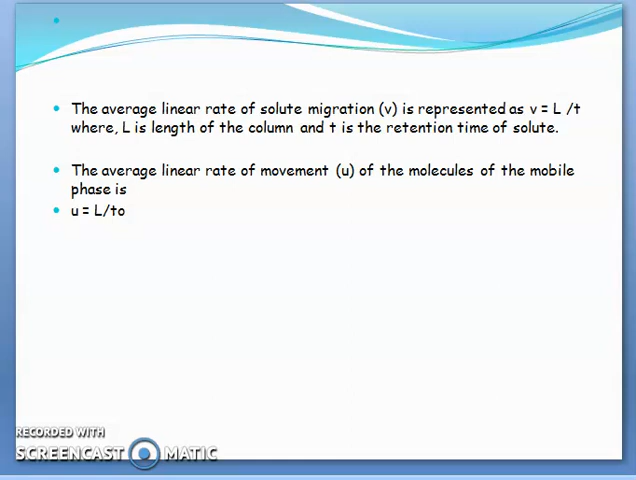 The average linear rate of solute migration (v) is represented as v = L /t
where, L is length of the column and t is the retention time of solute.
The average linear rate of movement (u) of the molecules of the mobile
phase is
u = L/to
RECORDED WITH
SCREENCAST MATIC